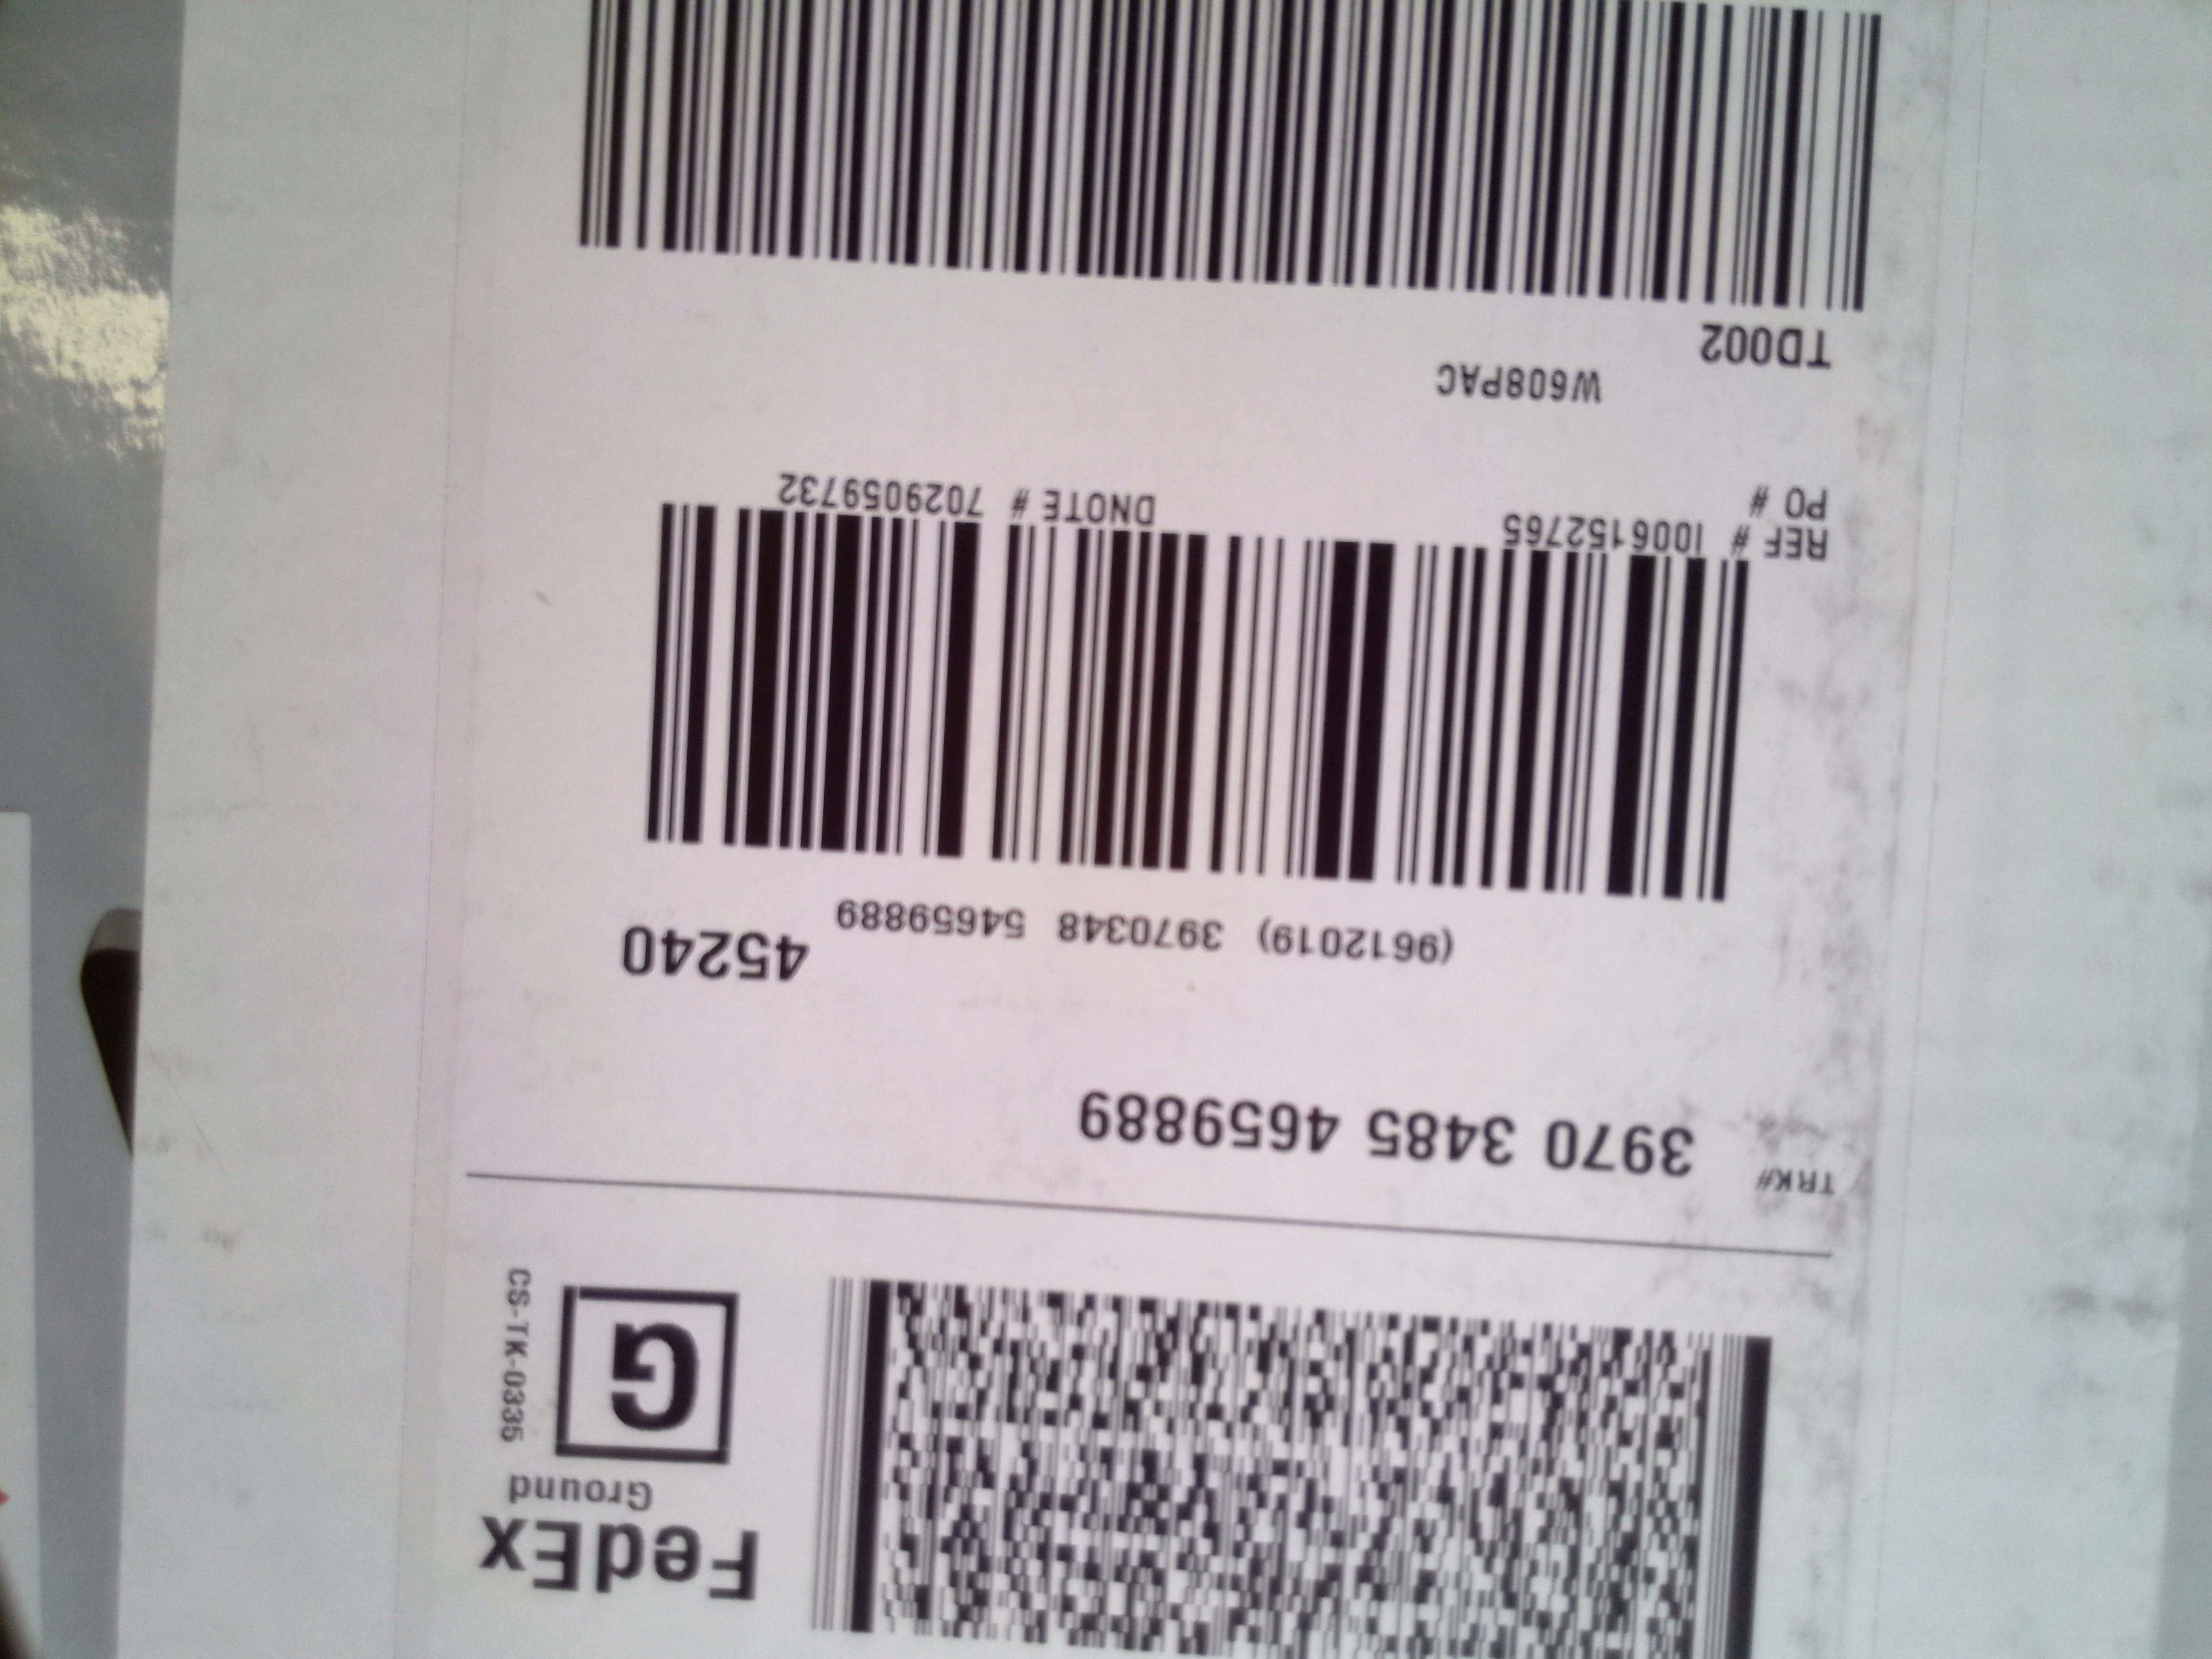 FedEx
Ground
G
CS-TK-0335
TRK# 3970 3485 4659889
45240
(9612019) 3970348 54659889
REF # I006152765 DNOTE # 7029059732
PO #
W608PAC
TD002